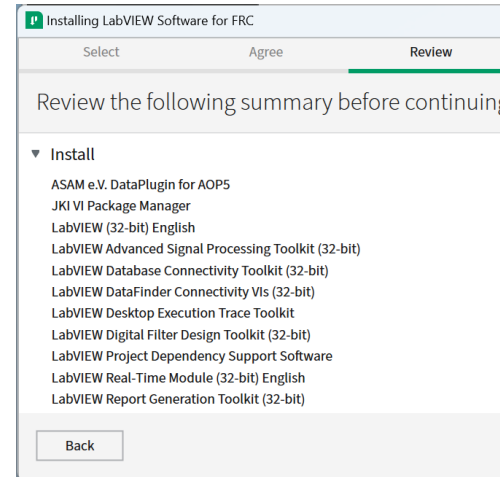 Installing LabVIEW Software for FRC
Select Agree Review
Review the following summary before continuing
Install
ASAM e.V. DataPlugin for AOP5
JKI VI Package Manager
LabVIEW (32-bit) English
LabVIEW Advanced Signal Processing Toolkit (32-bit)
LabVIEW Database Connectivity Toolkit (32-bit)
LabVIEW DataFinder Connectivity VIs (32-bit)
LabVIEW Desktop Execution Trace Toolkit
LabVIEW Digital Filter Design Toolkit (32-bit)
LabVIEW Project Dependency Support Software
LabVIEW Real-Time Module (32-bit) English
LabVIEW Report Generation Toolkit (32-bit)
Back